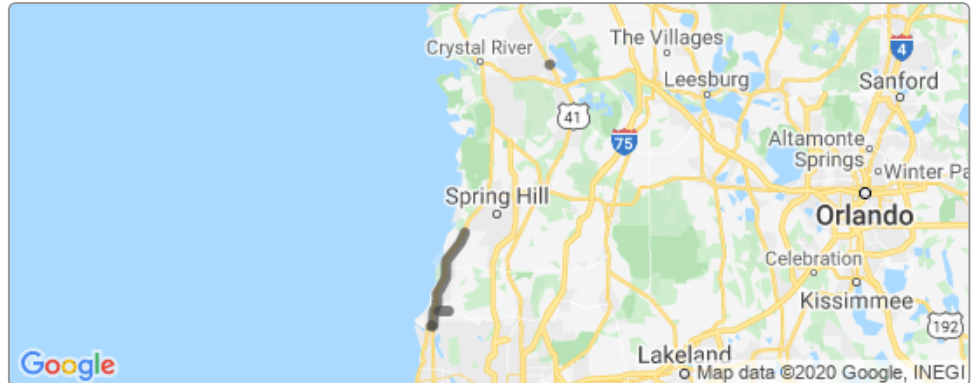 Crystal River
The Villages
4
Leesburg
Sanford
41
75
Altamonte
Springs
Winter Pa
Spring Hill
Orlando
Celebration
Kissimmee
192
Lakeland
Google
Map data ©2020 Google, INEGI